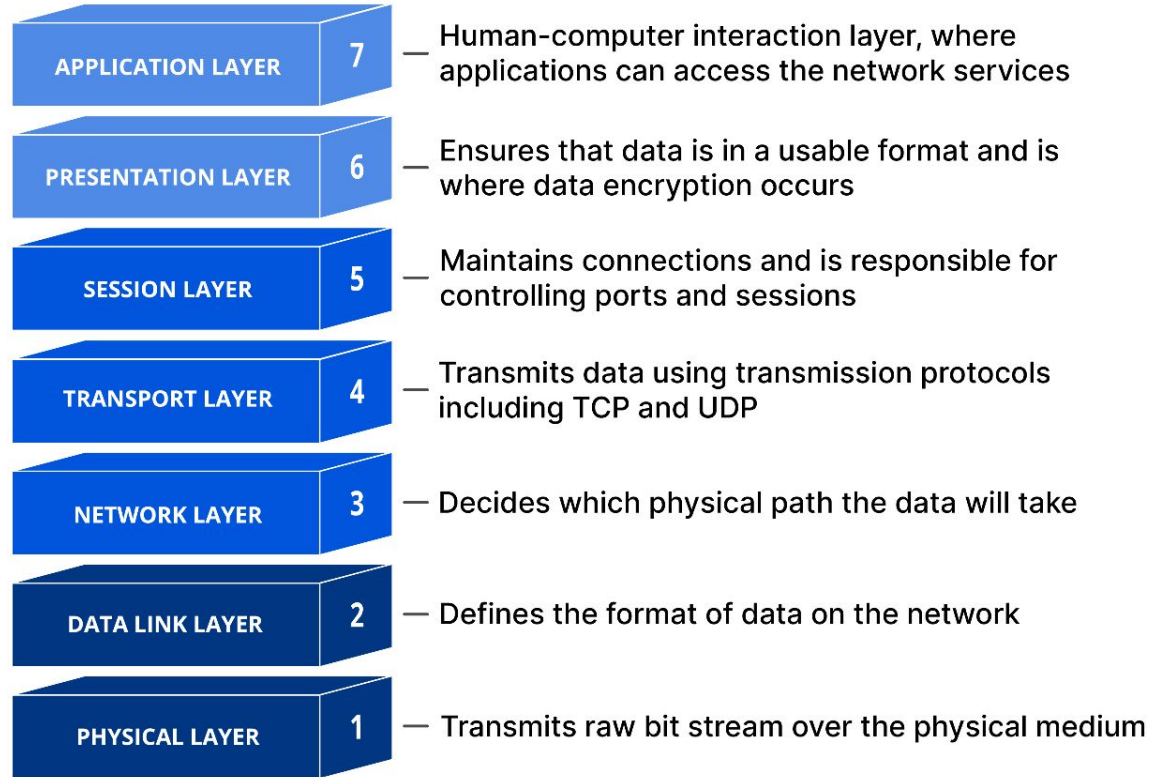 APPLICATION LAYER 7
Human-computer interaction layer, where
applications can access the network services
PRESENTATION LAYER 6
Ensures that data is in a usable format and is
where data encryption occurs
SESSION LAYER 5
Maintains connections and is responsible for
controlling ports and sessions
TRANSPORT LAYER 4
Transmits data using transmission protocols
including TCP and UDP
NETWORK LAYER 3
Decides which physical path the data will take
DATA LINK LAYER 2
Defines the format of data on the network
PHYSICAL LAYER 1
Transmits raw bit stream over the physical medium